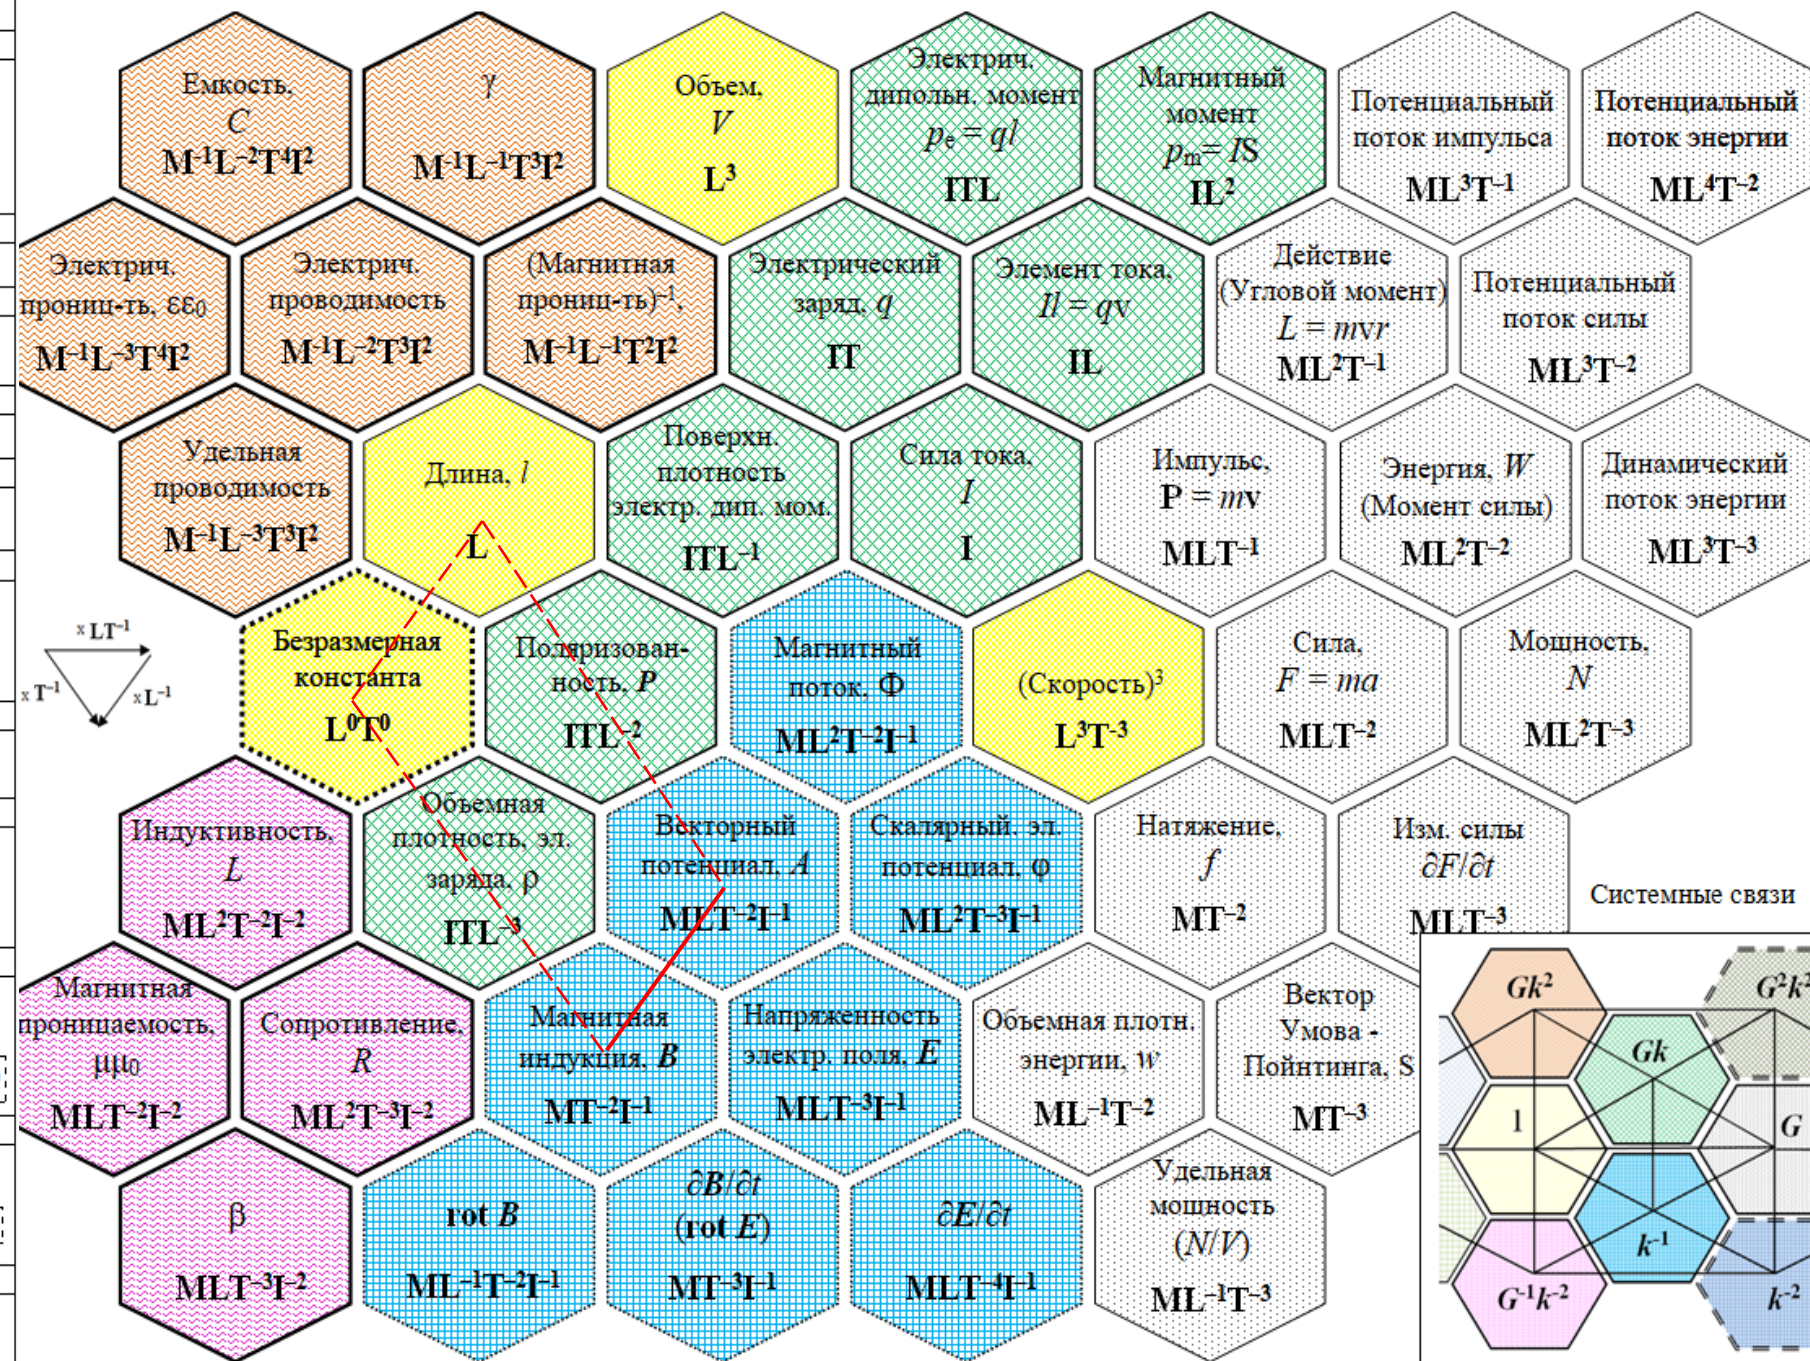 Емкость,
C
M⁻¹L⁻²T⁴I²
γ
M⁻¹L⁻¹T³I²
Объем,
V
L³
Электрич.
дипольн. момент
pₑ = ql
ITL
Магнитный
момент
pₘ= IS
IL²
Потенциальный
поток импульса
ML³T⁻¹
Потенциальный
поток энергии
ML⁴T⁻²
Электрич.
прониц-ть, εε₀
M⁻¹L⁻³T⁴I²
Электрич.
проводимость
M⁻¹L⁻²T³I²
(Магнитная
прониц-ть)⁻¹,
M⁻¹L⁻¹T²I²
Электрический
заряд, q
IT
Элемент тока,
Il = qv
IL
Действие
(Угловой момент)
L = mvr
ML²T⁻¹
Потенциальный
поток силы
ML³T⁻²
Удельная
проводимость
M⁻¹L⁻³T³I²
Длина, l
L
Поверхн.
плотность
электр. дип. мом.
ITL⁻¹
Сила тока,
I
I
Импульс,
P = mv
MLT⁻¹
Энергия, W
(Момент силы)
ML²T⁻²
Динамический
поток энергии
ML³T⁻³
x LT⁻¹
x T⁻¹
x L⁻¹
Безразмерная
константа
L⁰T⁰
Поляризован-
ность, P
ITL⁻²
Магнитный
поток, Φ
ML²T⁻²I⁻¹
(Скорость)³
L³T⁻³
Сила,
F = ma
MLT⁻²
Мощность,
N
ML²T⁻³
Индуктивность,
L
ML²T⁻²I⁻²
Объемная
плотность, эл.
заряда, ρ
ITL⁻³
Векторный
потенциал, A
MLT⁻²I⁻¹
Скалярный. эл.
потенциал, φ
ML²T⁻³I⁻¹
Натяжение,
f
MT⁻²
Изм. силы
∂F/∂t
MLT⁻³
Системные связи
Магнитная
проницаемость,
μμ₀
MLT⁻²I⁻²
Сопротивление,
R
ML²T⁻³I⁻²
Магнитная
индукция, B
MT⁻²I⁻¹
Напряженность
электр. поля, E
MLT⁻³I⁻¹
Объемная плотн.
энергии, w
ML⁻¹T⁻²
Вектор
Умова -
Пойнтинга, S
MT⁻³
β
MLT⁻³I⁻²
rot B
ML⁻¹T⁻²I⁻¹
∂B/∂t
(rot E)
MT⁻³I⁻¹
∂E/∂t
MLT⁻⁴I⁻¹
Удельная
мощность
(N/V)
ML⁻¹T⁻³
Gk²
G²k²
Gk
1
G
k⁻¹
G⁻¹k⁻²
k⁻²